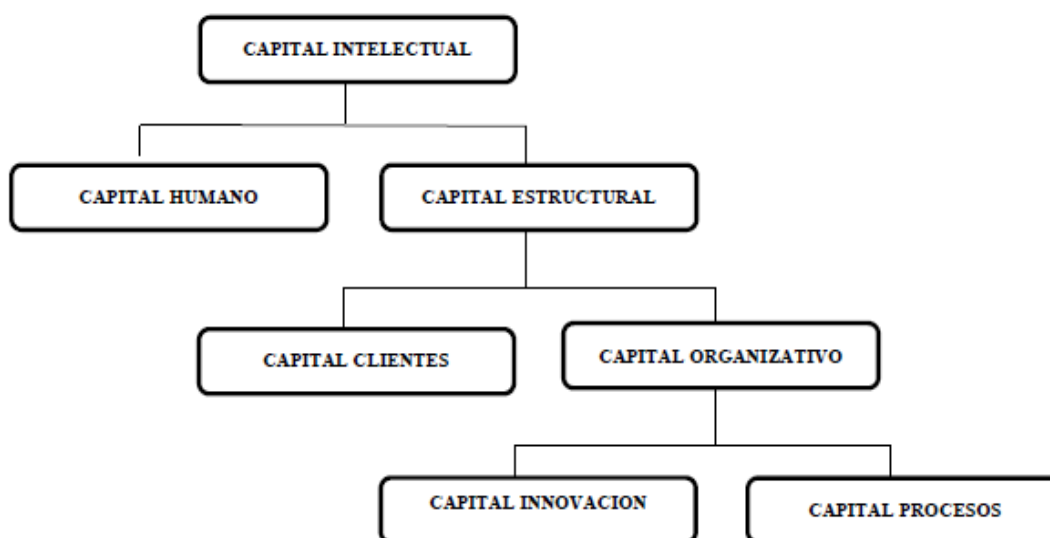 CAPITAL INTELECTUAL
CAPITAL HUMANO
CAPITAL ESTRUCTURAL
CAPITAL CLIENTES
CAPITAL ORGANIZATIVO
CAPITAL INNOVACION
CAPITAL PROCESOS